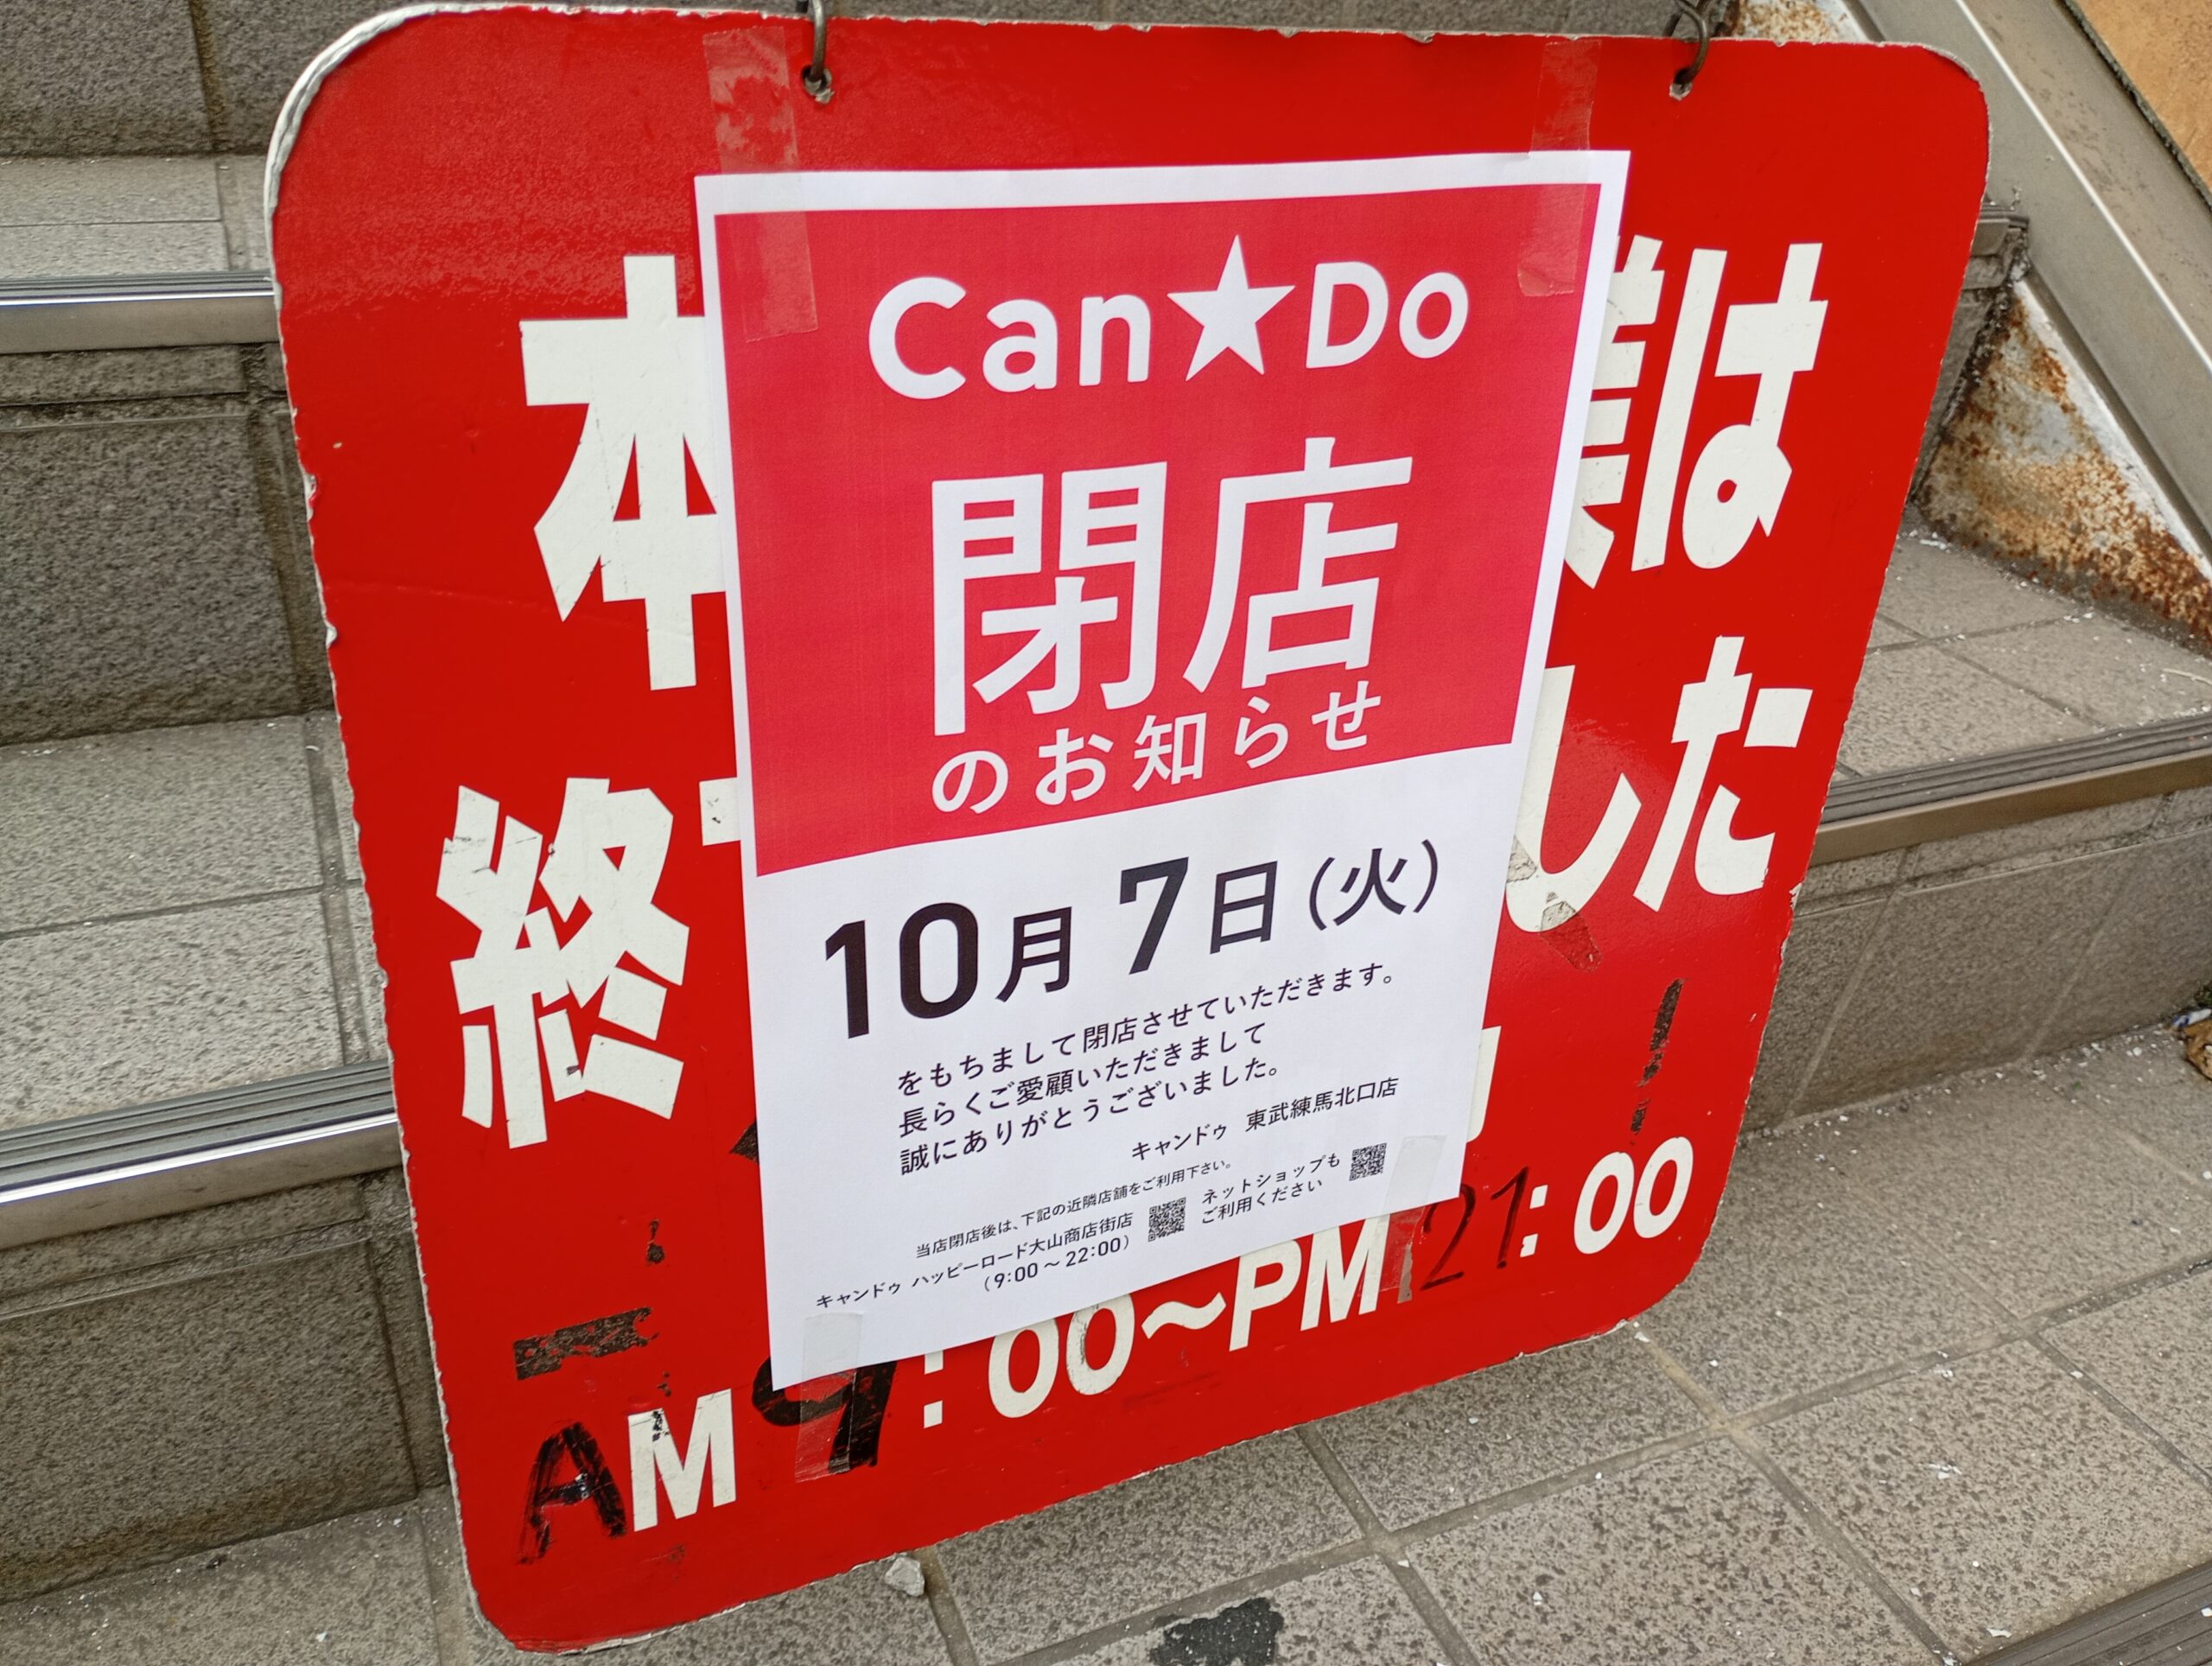 Can★Do
閉店
のお知らせ
10月7日(火)
をもちまして閉店させていただきます。
長らくご愛顧いただきまして
誠にありがとうございました。
キャンドゥ 東武練馬北口店
当店閉店後は、下記の近隣店舗をご利用下さい。
キャンドゥ ハッピーロード大山商店街店
(9:00～22:00)
ネットショップも
ご利用ください
本 業は
終 した
AM9:00～PM21:00